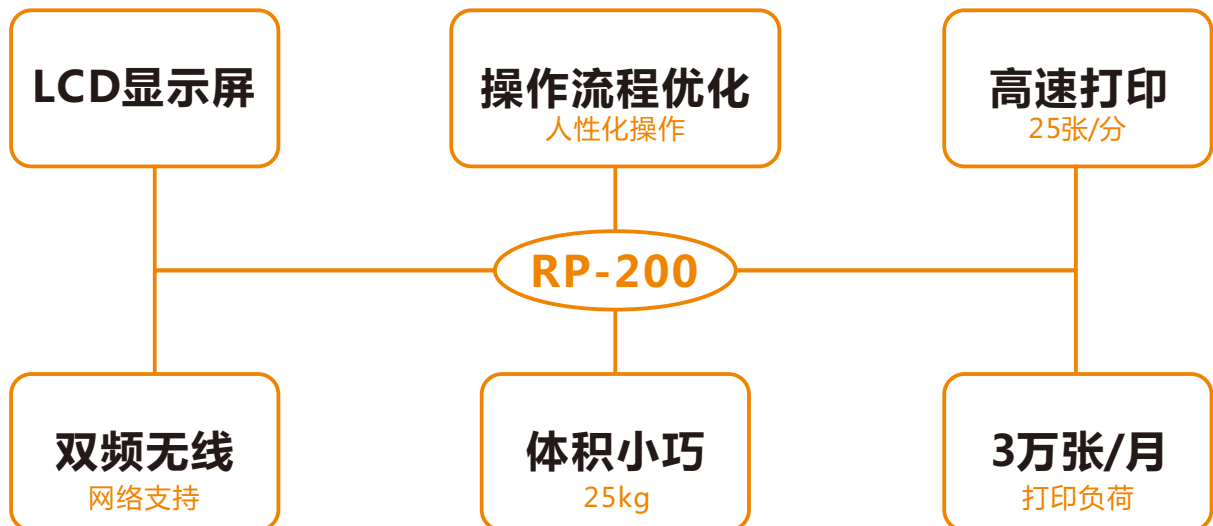 LCD显示屏
操作流程优化
人性化操作
高速打印
25张/分
RP-200
双频无线
网络支持
体积小巧
25kg
3万张/月
打印负荷